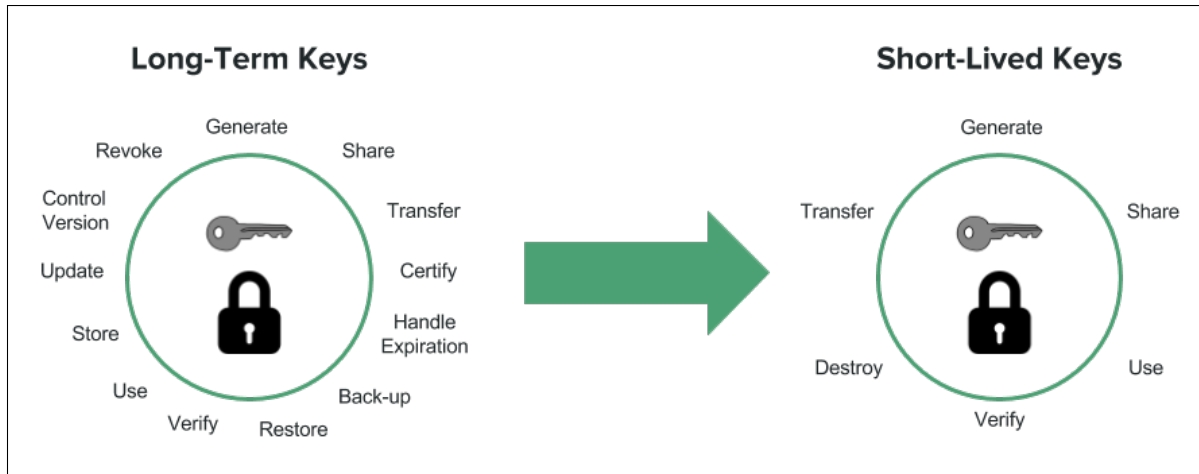 Long-Term Keys
Generate
Share
Transfer
Certify
Handle
Expiration
Back-up
Restore
Verify
Use
Store
Update
Control
Version
Revoke
Short-Lived Keys
Generate
Share
Use
Verify
Destroy
Transfer